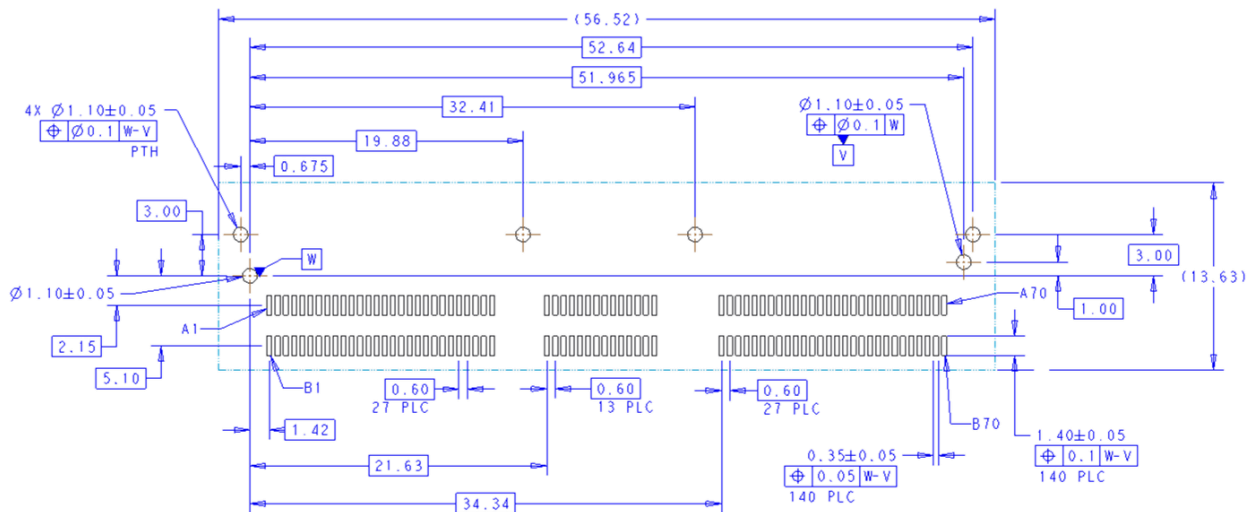 (56.52)
52.64
51.965
32.41
19.88
4X Ø1.10±0.05
⌖ Ø0.1 W-V
PTH
0.675
3.00
Ø1.10±0.05
⌖ Ø0.1 W
V
W
Ø1.10±0.05
3.00
(13.63)
1.00
A1
A70
2.15
5.10
B1
0.60
27 PLC
0.60
13 PLC
0.60
27 PLC
B70
1.42
21.63
34.34
0.35±0.05
⌖ 0.05 W-V
140 PLC
1.40±0.05
⌖ 0.1 W-V
140 PLC